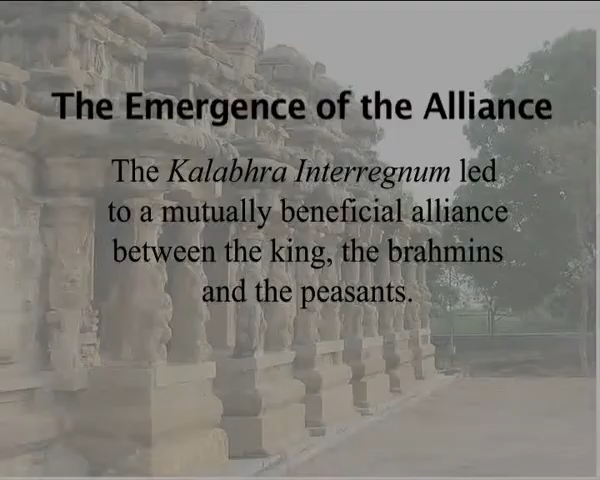 The Emergence of the Alliance
The Kalabhra Interregnum led
to a mutually beneficial alliance
between the king, the brahmins
and the peasants.